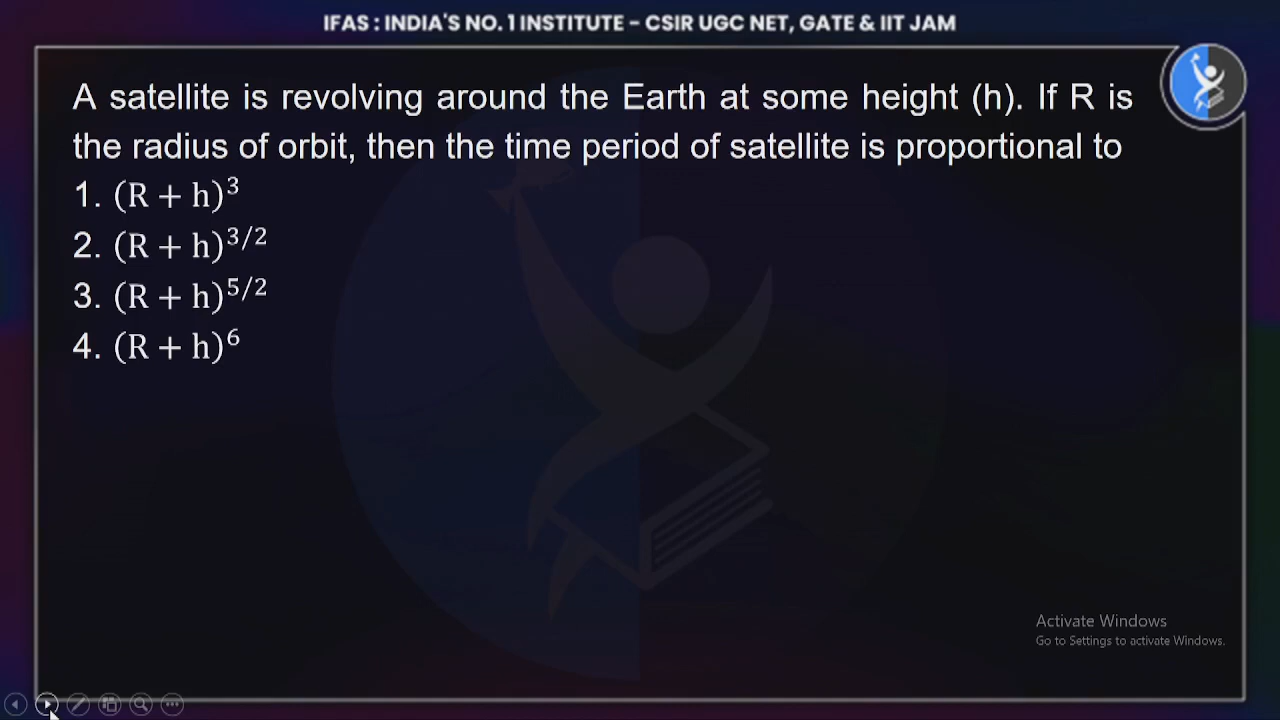 IFAS : INDIA'S NO. 1 INSTITUTE – CSIR UGC NET, GATE & IIT JAM
A satellite is revolving around the Earth at some height (h). If R is
the radius of orbit, then the time period of satellite is proportional to
1. (R + h)³
2. (R + h)^{3/2}
3. (R + h)^{5/2}
4. (R + h)⁶
Activate Windows
Go to Settings to activate Windows.